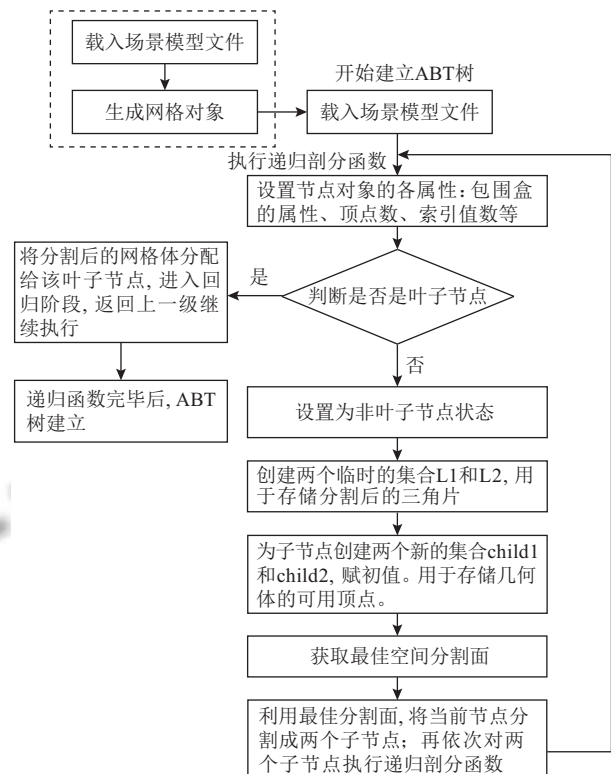 载入场景模型文件
生成网格对象
开始建立ABT树
载入场景模型文件
执行递归剖分函数
设置节点对象的各属: 包围盒
的属性、顶点数、索引值数等
判断是否是叶子节点
是
将分割后的网格体分配
给该叶子节点, 进入回
归阶段, 返回上一级继
续执行
递归函数完毕后, ABT
树建立
否
设置为非叶子节点状态
创建两个临时的集合L1和L2, 用
于存储分割后的三角片
为子节点创建两个新的集合child1
和child2, 赋初值。用于存储几何
体的可用顶点。
获取最佳空间分割面
利用最佳分割面, 将当前节点分
割成两个子节点；再依次对两
个子节点执行递归剖分函数